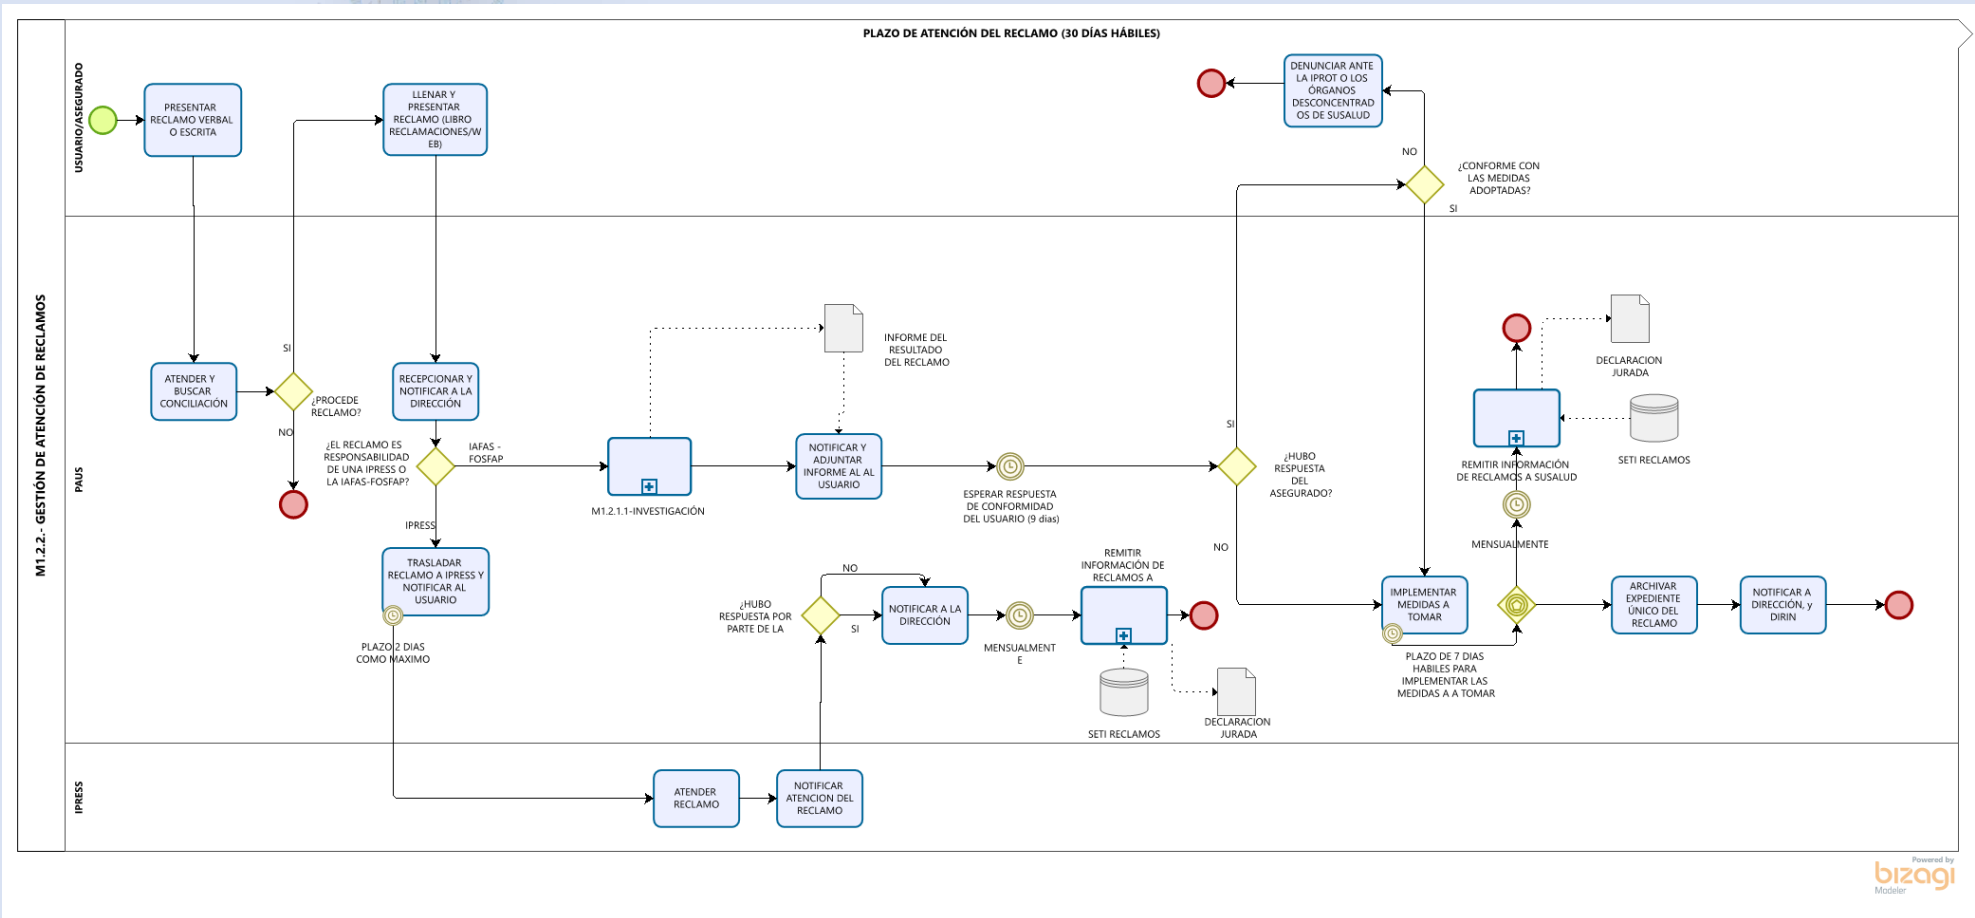 PLAZO DE ATENCIÓN DEL RECLAMO (30 DÍAS HÁBILES)
M1.2.2.- GESTIÓN DE ATENCIÓN DE RECLAMOS
USUARIO/ASEGURADO
PRESENTAR
RECLAMO VERBAL
O ESCRITA
LLENAR Y
PRESENTAR
RECLAMO (LIBRO
RECLAMACIONES/W
EB)
DENUNCIAR ANTE
LA IPROT O LOS
ÓRGANOS
DESCONCENTRAD
OS DE SUSALUD
NO
¿CONFORME CON
LAS MEDIDAS
ADOPTADAS?
SI
PAUS
ATENDER Y
BUSCAR
CONCILIACIÓN
SI
¿PROCEDE
RECLAMO?
NO
RECEPCIONAR Y
NOTIFICAR A LA
DIRECCIÓN
¿EL RECLAMO ES
RESPONSABILIDAD
DE UNA IPRESS O
LA IAFAS-FOSFAP?
IAFAS -
FOSFAP
IPRESS
M1.2.1.1-INVESTIGACIÓN
INFORME DEL
RESULTADO
DEL RECLAMO
NOTIFICAR Y
ADJUNTAR
INFORME AL AL
USUARIO
ESPERAR RESPUESTA
DE CONFORMIDAD
DEL USUARIO (9 dias)
SI
¿HUBO
RESPUESTA
DEL
ASEGURADO?
NO
TRASLADAR
RECLAMO A IPRESS Y
NOTIFICAR AL
USUARIO
PLAZO 2 DIAS
COMO MAXIMO
¿HUBO
RESPUESTA POR
PARTE DE LA
NO
SI
NOTIFICAR A LA
DIRECCIÓN
MENSUALMENT
E
REMITIR
INFORMACIÓN DE
RECLAMOS A
SETI RECLAMOS
DECLARACION
JURADA
IMPLEMENTAR
MEDIDAS A
TOMAR
PLAZO DE 7 DIAS
HABILES PARA
IMPLEMENTAR LAS
MEDIDAS A A TOMAR
MENSUALMENTE
REMITIR INFORMACIÓN
DE RECLAMOS A SUSALUD
DECLARACION
JURADA
SETI RECLAMOS
ARCHIVAR
EXPEDIENTE
ÚNICO DEL
RECLAMO
NOTIFICAR A
DIRECCIÓN, y
DIRIN
IPRESS
ATENDER
RECLAMO
NOTIFICAR
ATENCION DEL
RECLAMO
Powered by
bizagi
Modeler